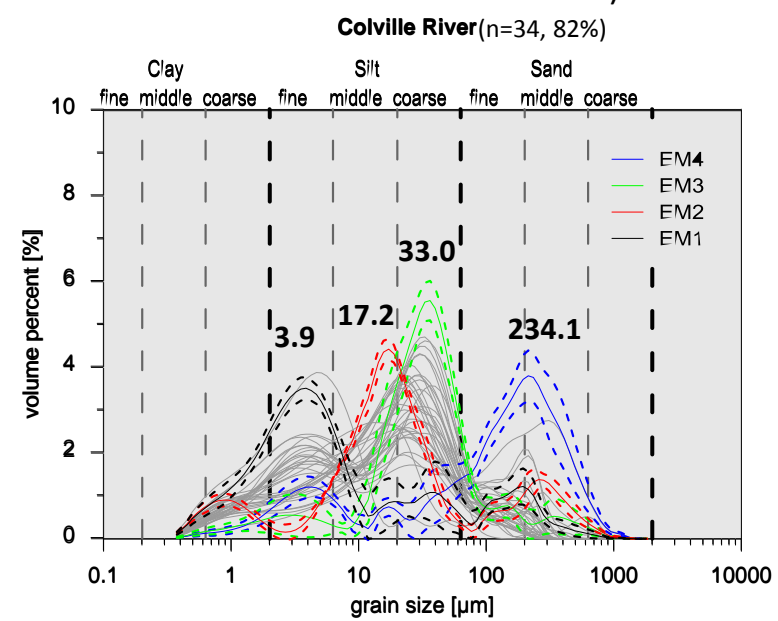 Colville River(n=34, 82%)
Clay Silt Sand
fine middle coarse fine middle coarse fine middle coarse
10
8
6
4
2
0
volume percent [%]
EM4
EM3
EM2
EM1
33.0
17.2
3.9
234.1
0.1 1 10 100 1000 10000
grain size [µm]